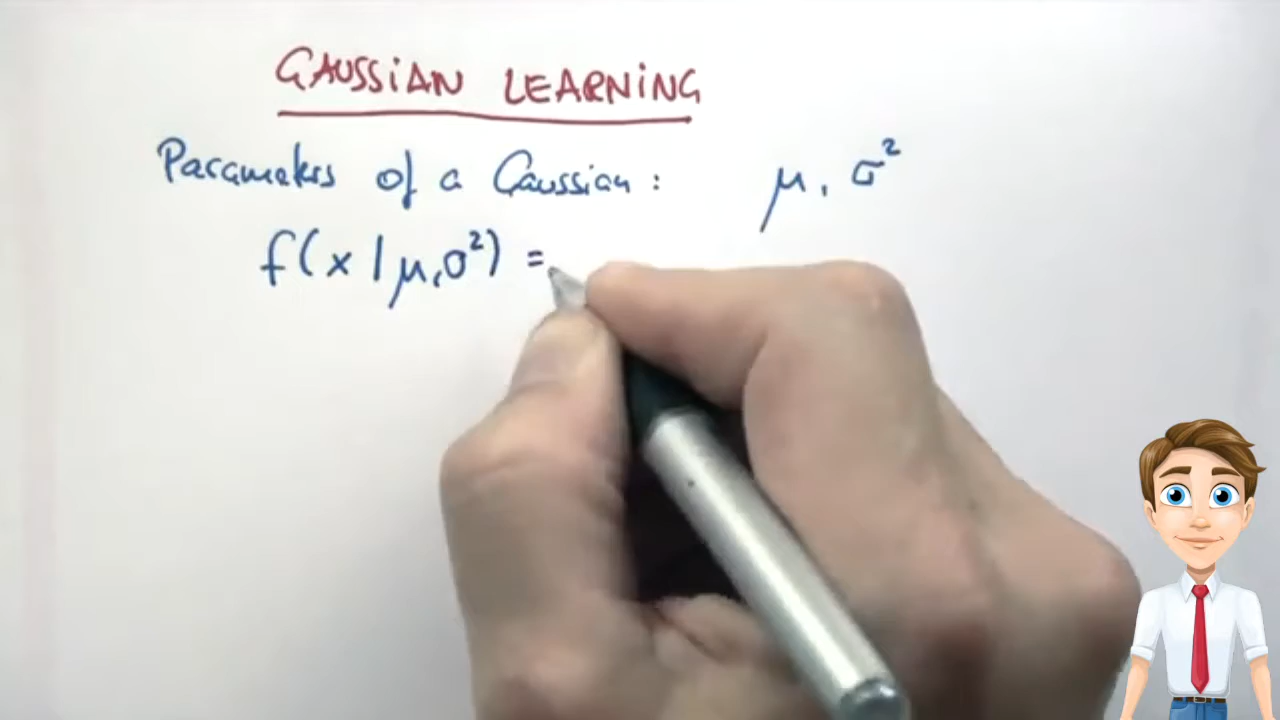 GAUSSIAN LEARNING
Parameters of a Gaussian : μ, σ²
f(x | μ, σ²) =